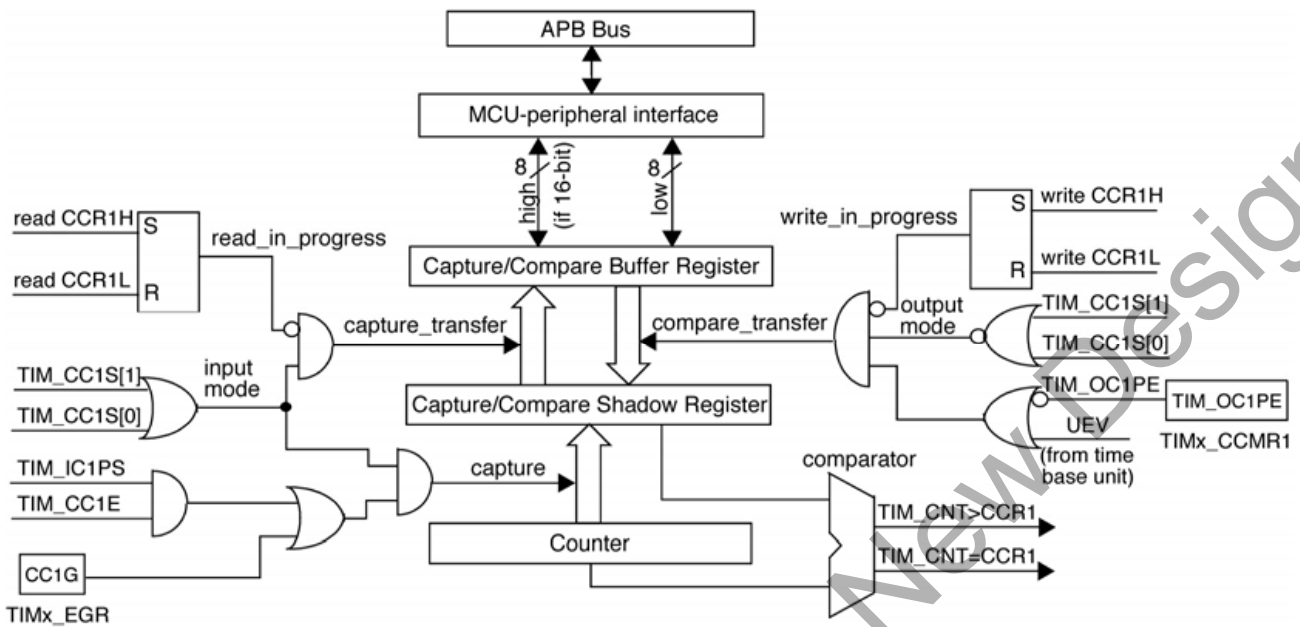 APB Bus
MCU-peripheral interface
8
high
(if 16-bit)
8
low
read CCR1H
S
read_in_progress
read CCR1L
R
write_in_progress
S
write CCR1H
R
write CCR1L
Capture/Compare Buffer Register
capture_transfer
compare_transfer
output
mode
TIM_CC1S[1]
TIM_CC1S[0]
TIM_CC1S[1]
input
mode
TIM_CC1S[0]
Capture/Compare Shadow Register
TIM_OC1PE
TIM_OC1PE
UEV
TIMx_CCMR1
(from time
base unit)
TIM_IC1PS
TIM_CC1E
capture
comparator
Counter
TIM_CNT>CCR1
TIM_CNT=CCR1
CC1G
TIMx_EGR
New Design